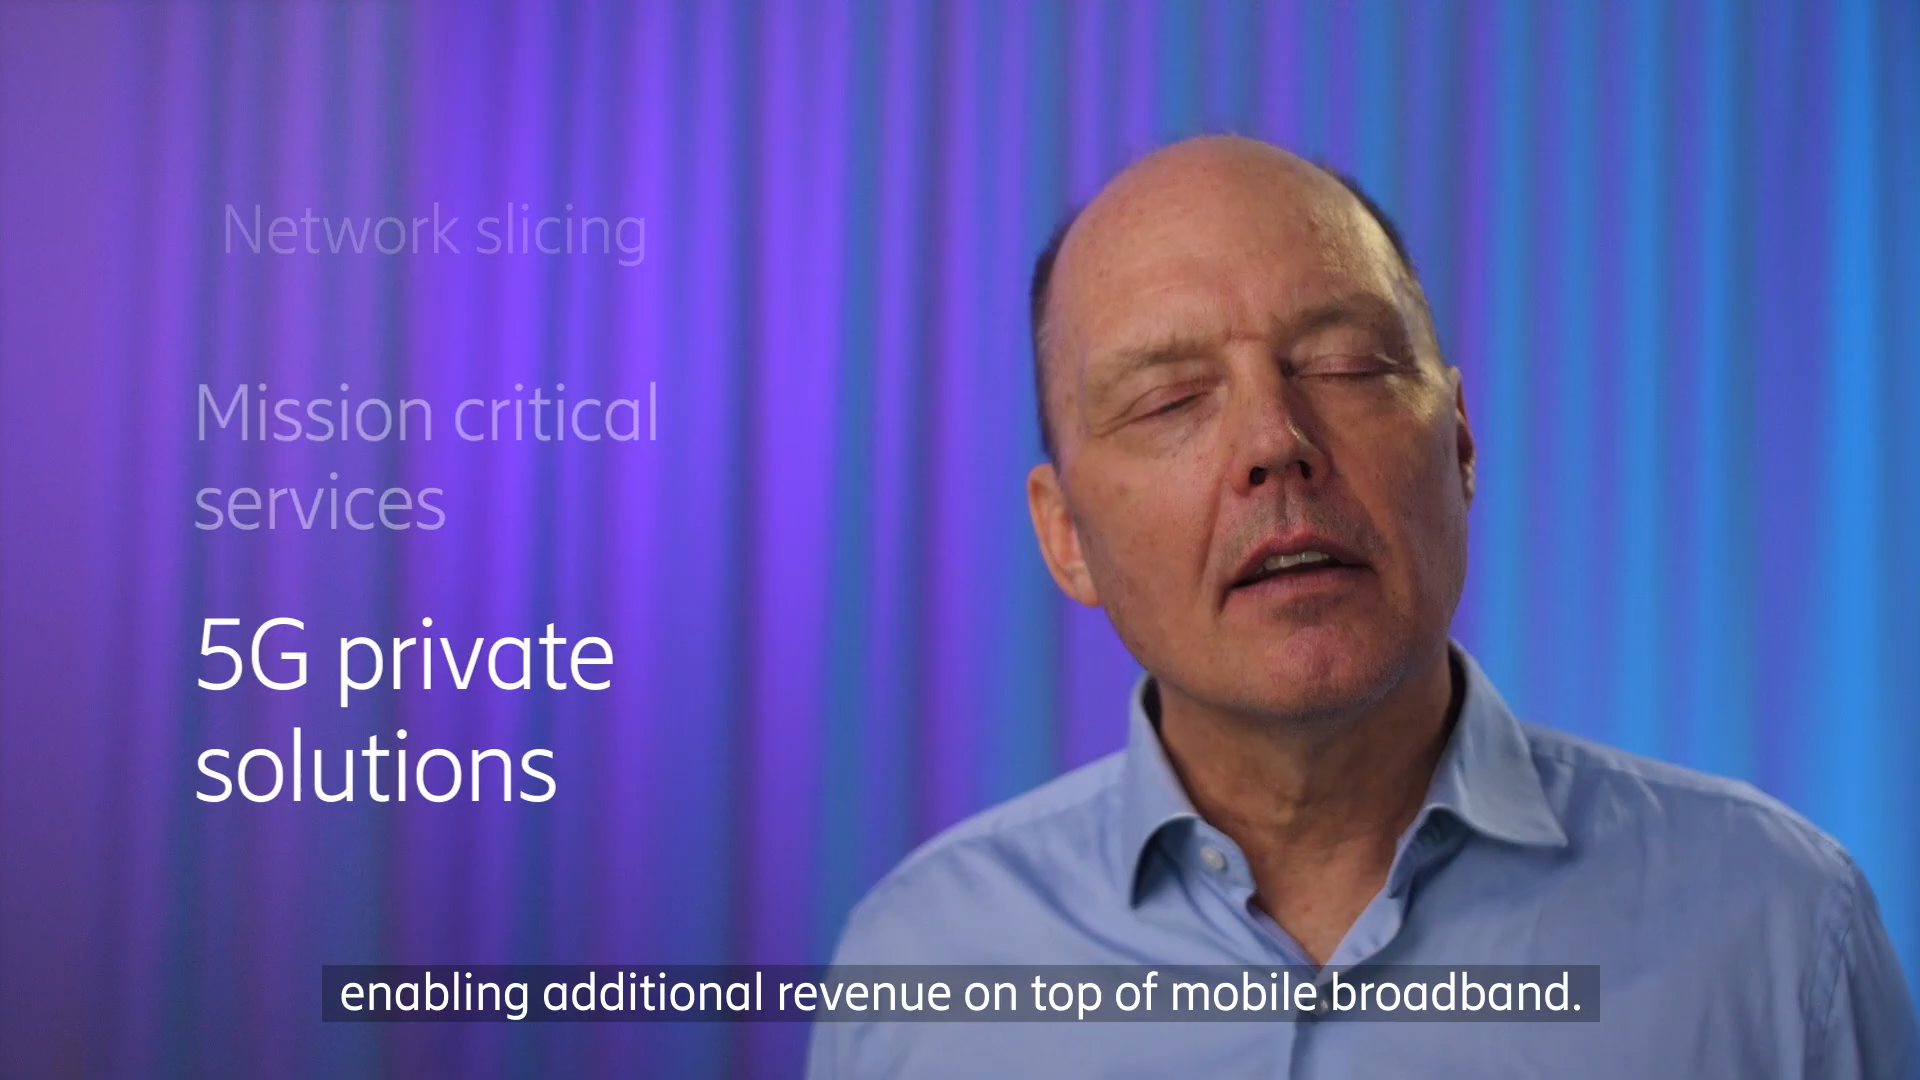 Network slicing
Mission critical
services
5G private
solutions
enabling additional revenue on top of mobile broadband.